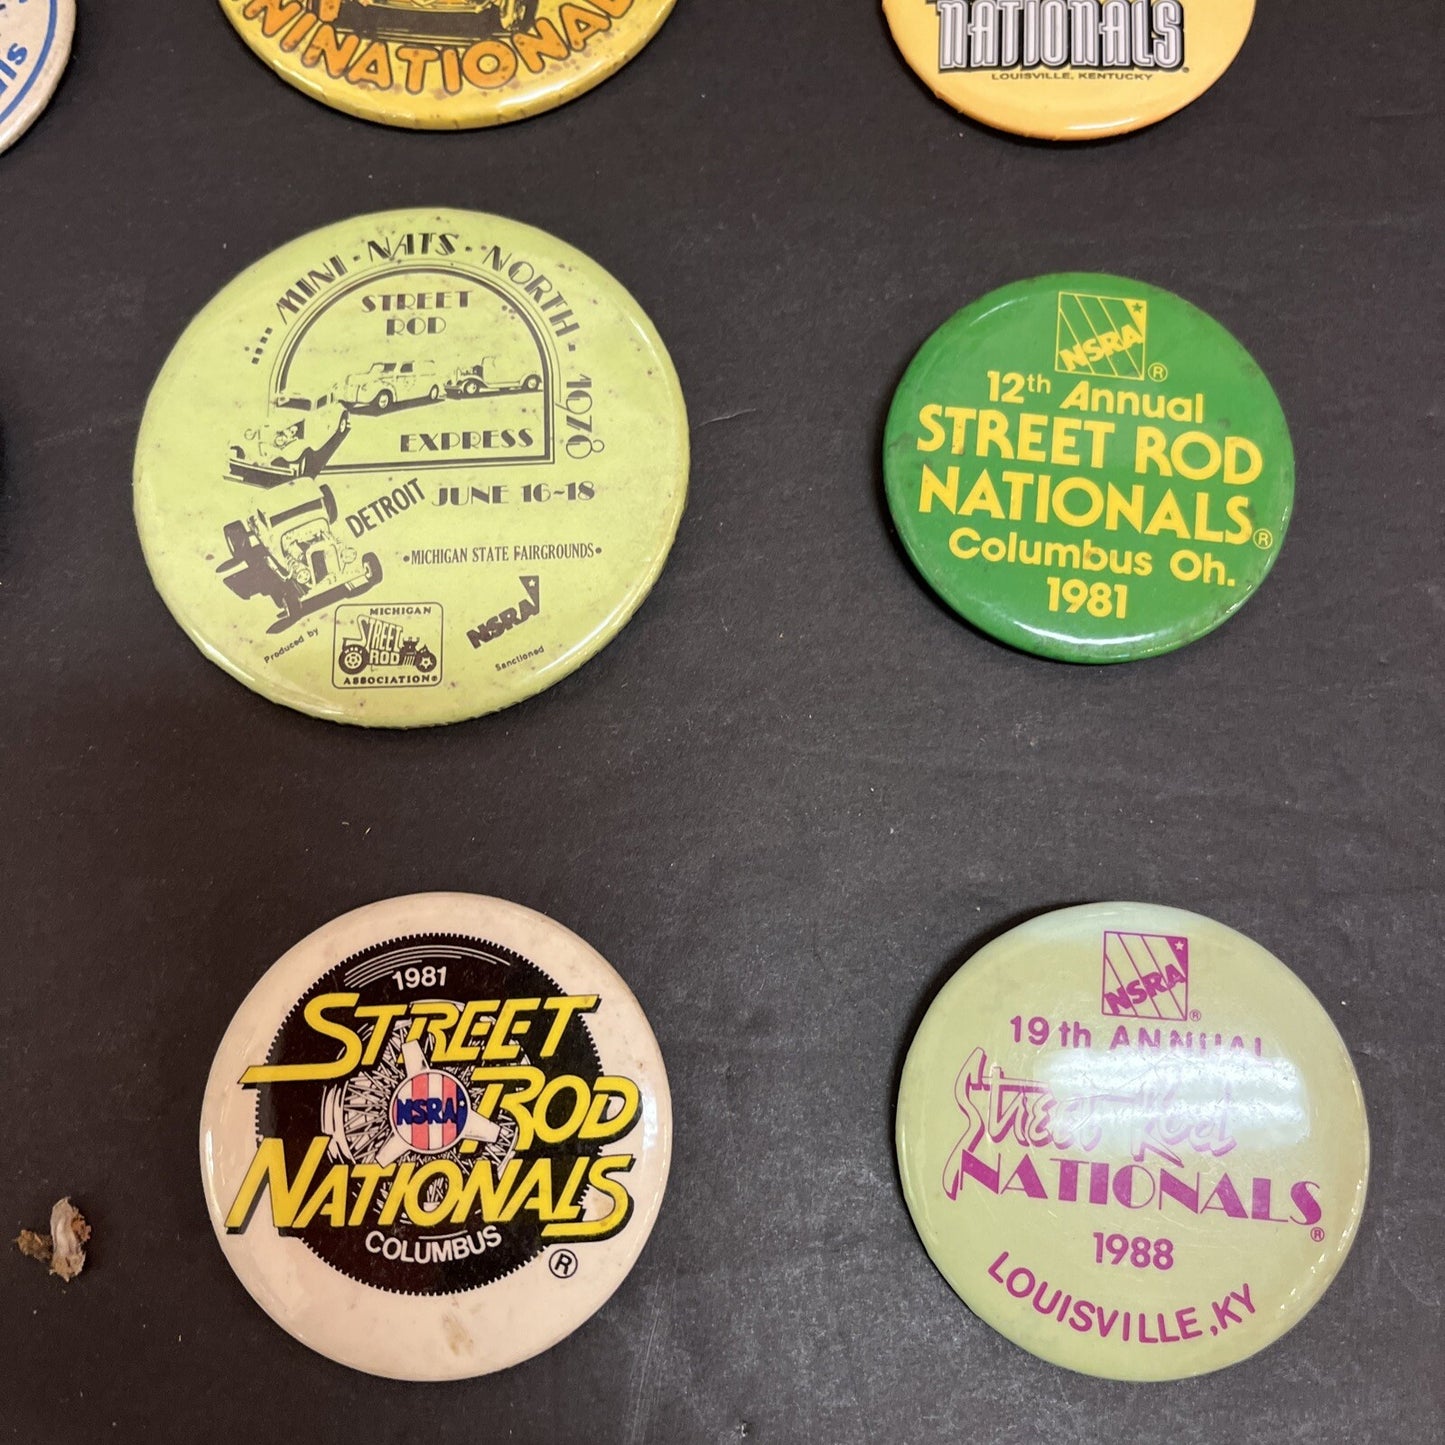 NATIONALS
LOUISVILLE, KENTUCKY
MINI-NATS-NORTH-1978
STREET
ROD
EXPRESS
DETROIT JUNE 16-18
•MICHIGAN STATE FAIRGROUNDS•
Produced by
MICHIGAN
STREET
ROD
ASSOCIATION®
NSRA
Sanctioned
NSRA®
12th Annual
STREET ROD
NATIONALS®
Columbus Oh.
1981
1981
STREET
NSRA
ROD
NATIONALS
COLUMBUS
®
NSRA®
19th ANNUAL
STREET Rod
NATIONALS®
1988
LOUISVILLE, KY